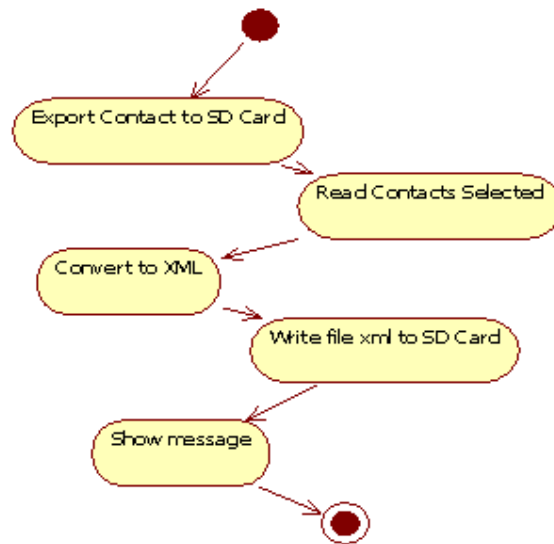 Export Contact to SD Card
Read Contacts Selected
Convert to XML
Write file xml to SD Card
Show message